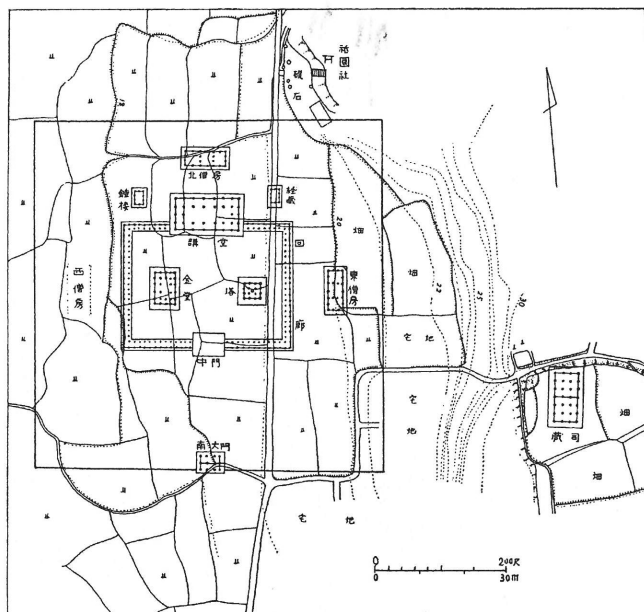 祗園社
礎石
北僧房
鐘楼
経蔵
講堂
回廊
西僧房
金堂
塔
東僧房
中門
南大門
畑
畑
宅地
宅地
宅地
蔵司
畑
畑
20
22
25
30
0 200尺
0 30m